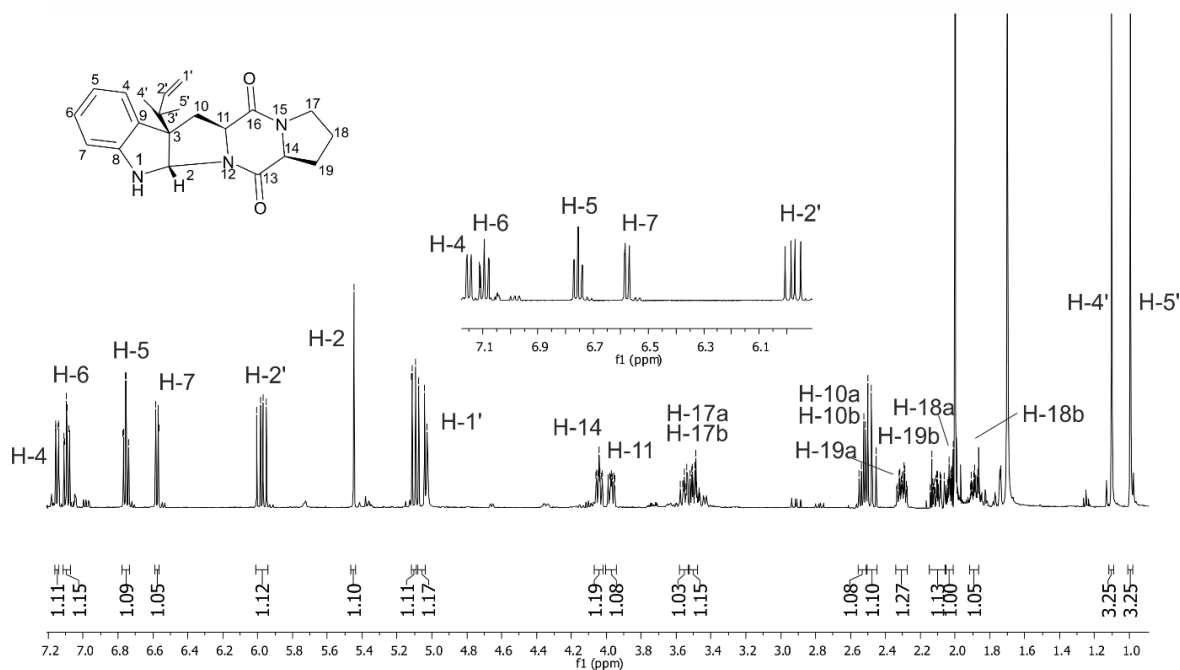 1'
5
4
4'
2'
5'
O
10
17
6
9
3'
11
15
N
16
18
3
14
7
8
1
N
12
19
NH
2
13
H
O
H-4
H-6
H-5
H-7
H-2'
7.1 6.9 6.7 6.5 6.3 6.1
f1 (ppm)
H-4' H-5'
H-4
H-6
H-5
H-7
H-2'
H-2
H-1'
H-14
H-11
H-17a
H-17b
H-10a
H-10b
H-19a
H-19b
H-18a
H-18b
1.11 1.15 1.09 1.05 1.12 1.10 1.11 1.17 1.19 1.08 1.03 1.15 1.08 1.10 1.27 1.13 1.00 1.05 3.25 3.25
7.2 7.0 6.8 6.6 6.4 6.2 6.0 5.8 5.6 5.4 5.2 5.0 4.8 4.6 4.4 4.2 4.0 3.8 3.6 3.4 3.2 3.0 2.8 2.6 2.4 2.2 2.0 1.8 1.6 1.4 1.2 1.0
f1 (ppm)